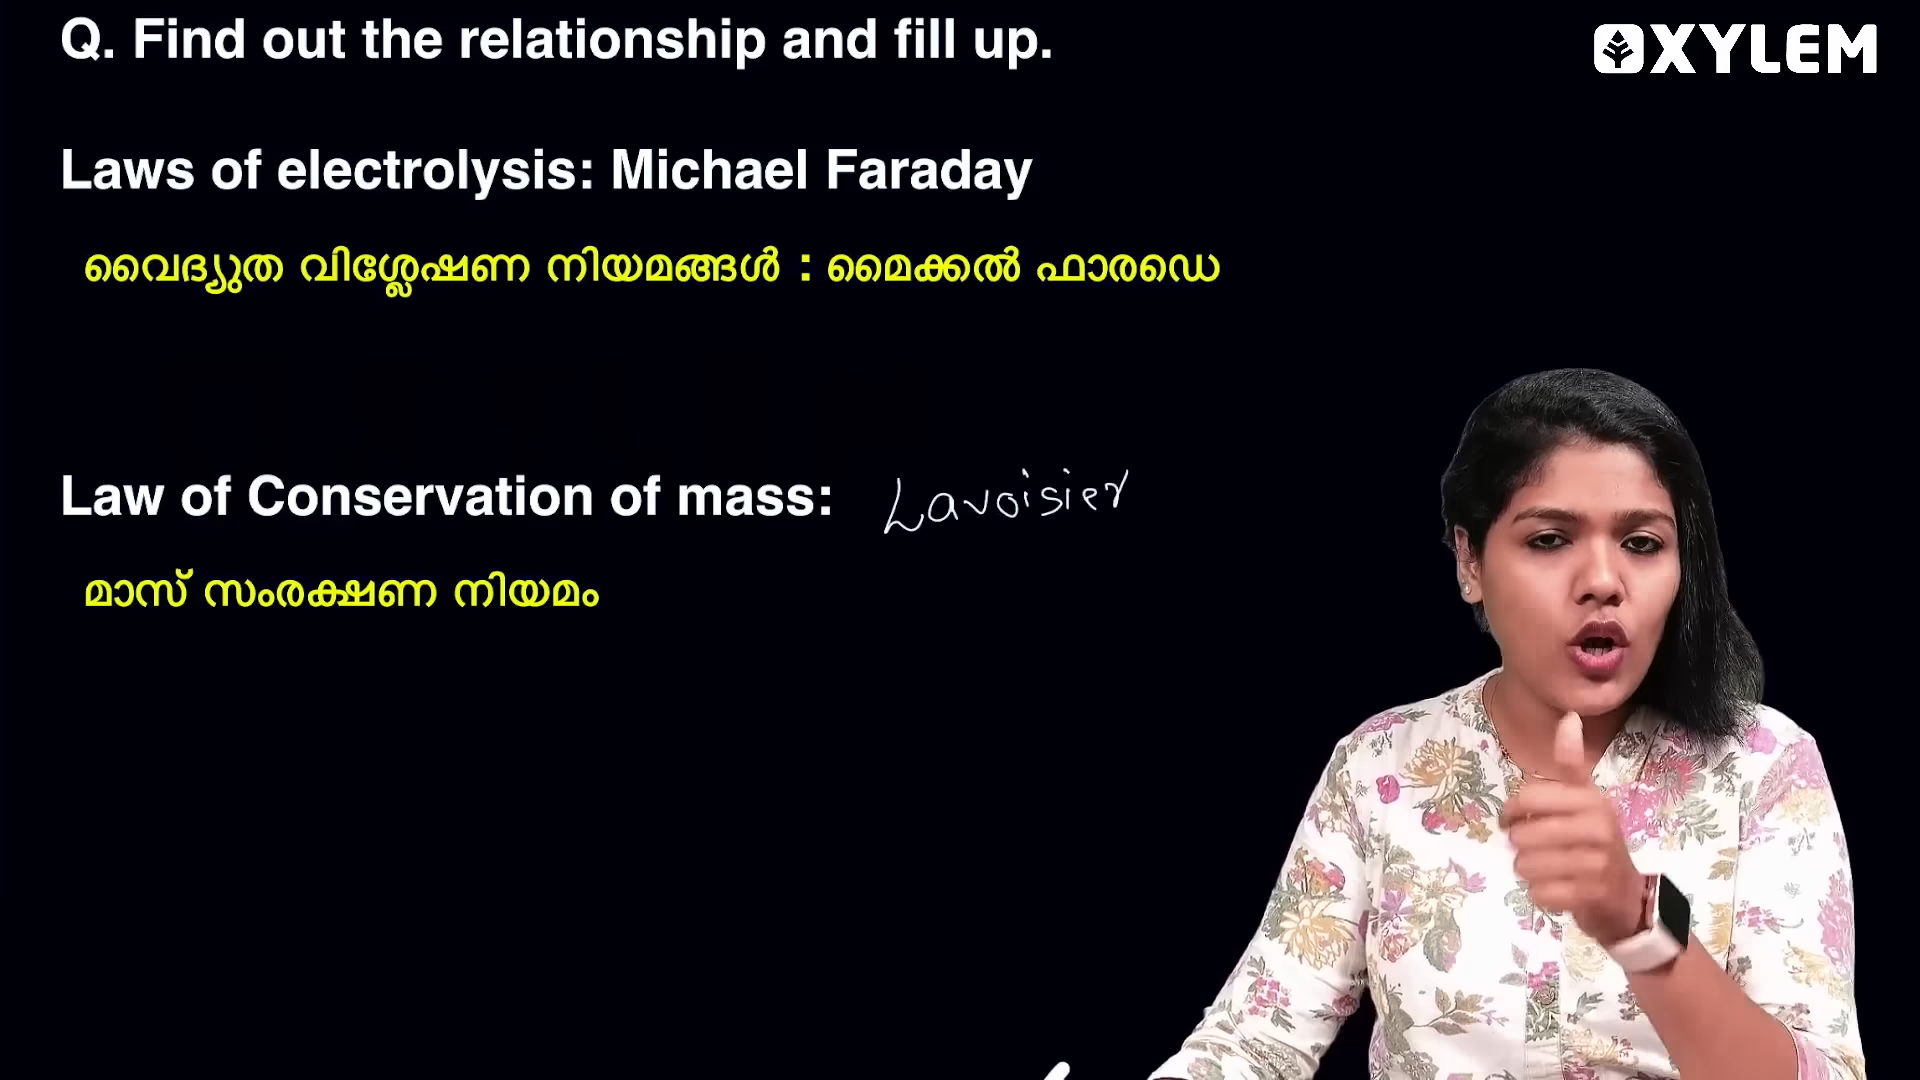 Q. Find out the relationship and fill up.
XYLEM
Laws of electrolysis: Michael Faraday
വൈദ്യുത വിശ്ലേഷണ നിയമങ്ങൾ : മൈക്കൽ ഫാരഡെ
Law of Conservation of mass: Lavoisier
മാസ് സംരക്ഷണ നിയമം